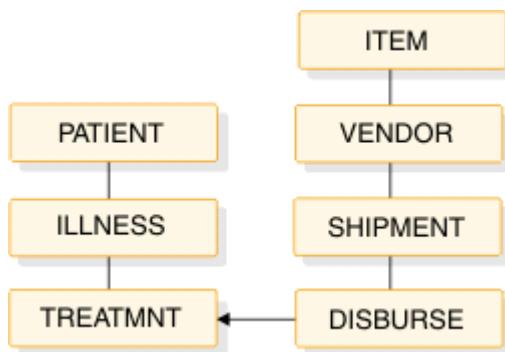 ITEM
PATIENT
VENDOR
ILLNESS
SHIPMENT
TREATMNT
DISBURSE